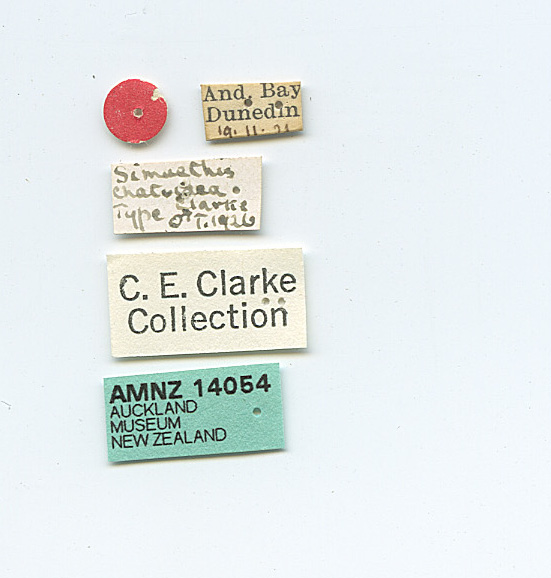 And. Bay
Dunedin
19.11.21
Simaethis
chatuidea.
Type Clarke
♂ T. 1926
C. E. Clarke
Collection
AMNZ 14054
AUCKLAND
MUSEUM
NEW ZEALAND